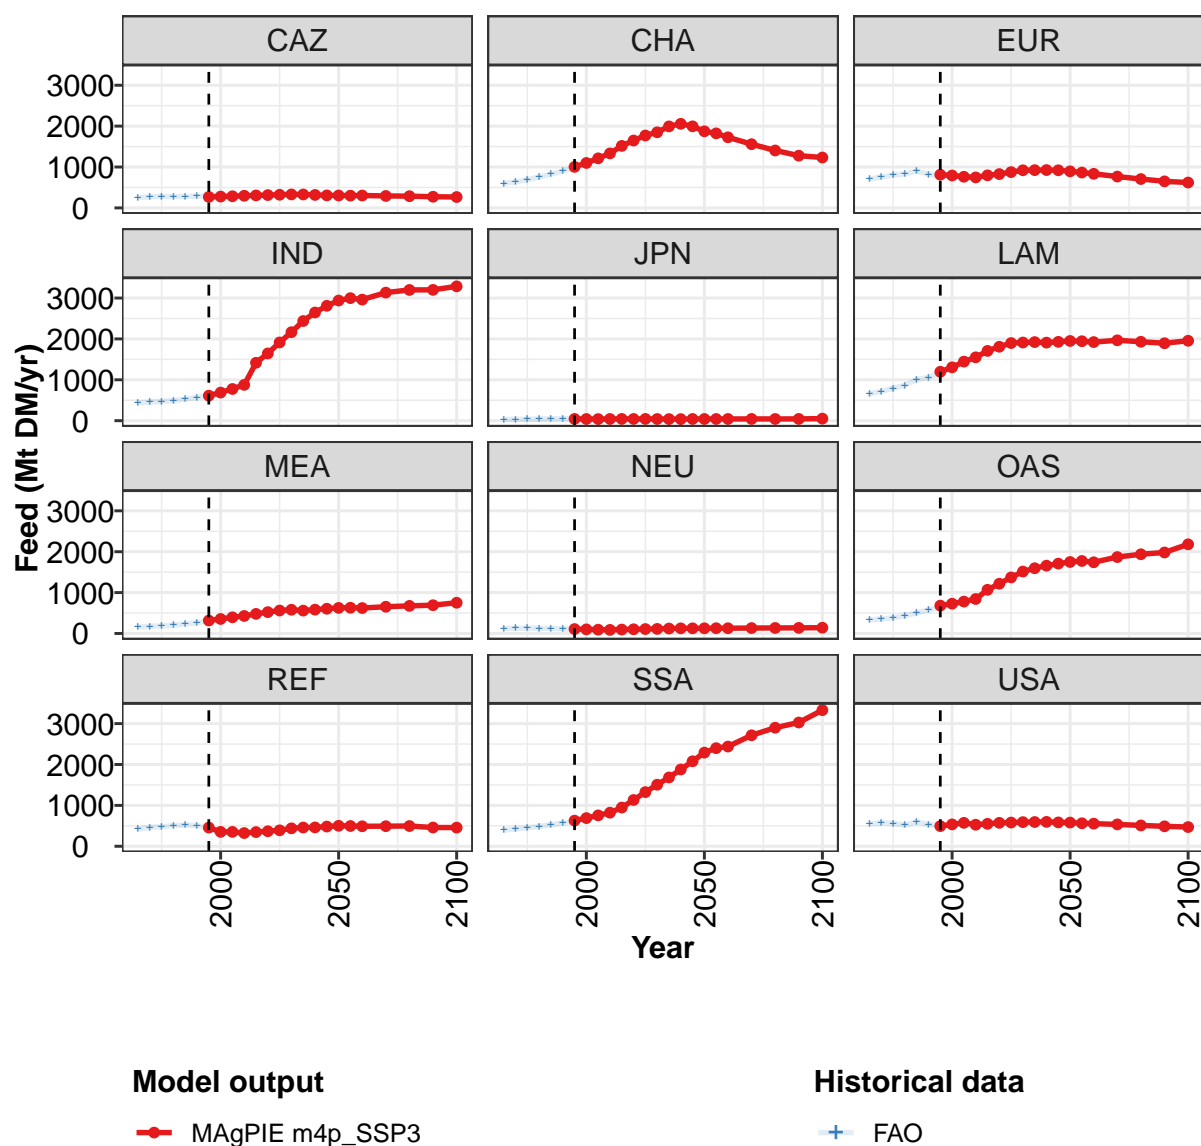 CAZ CHA EUR
3000
2000
1000
0
IND JPN LAM
3000
2000
1000
0
MEA NEU OAS
3000
2000
1000
0
REF SSA USA
3000
2000
1000
0
Feed (Mt DM/yr)
2000 2050 2100 2000 2050 2100 2000 2050 2100
Year
Model output Historical data
MAgPIE m4p_SSP3 FAO